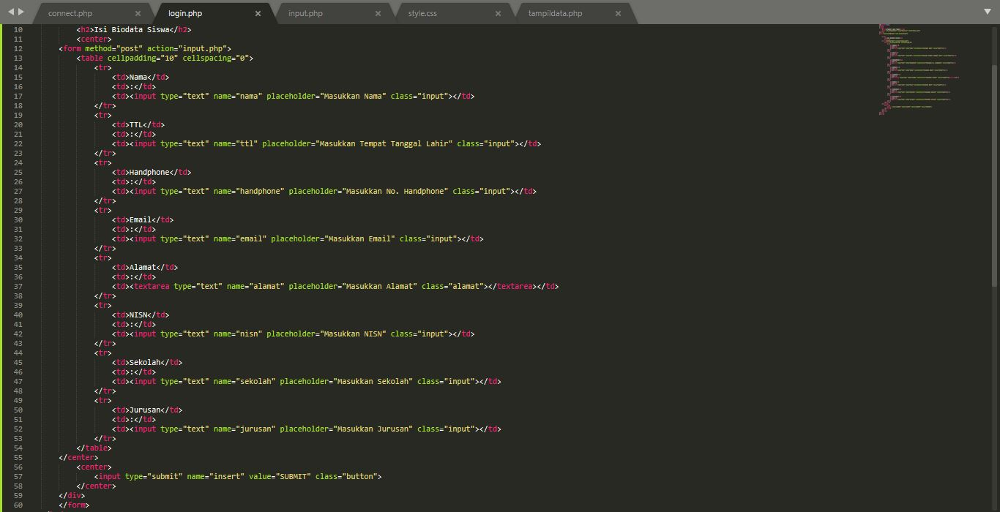 connect.php × login.php × input.php × style.css × tampildata.php ×
10 <h2>Isi Biodata Siswa</h2>
11 <center>
12 <form method="post" action="input.php">
13 <table cellpadding="10" cellspacing="0">
14 <tr>
15 <td>Nama</td>
16 <td>:</td>
17 <td><input type="text" name="nama" placeholder="Masukkan Nama" class="input"></td>
18 </tr>
19 <tr>
20 <td>TTL</td>
21 <td>:</td>
22 <td><input type="text" name="ttl" placeholder="Masukkan Tempat Tanggal Lahir" class="input"></td>
23 </tr>
24 <tr>
25 <td>Handphone</td>
26 <td>:</td>
27 <td><input type="text" name="handphone" placeholder="Masukkan No. Handphone" class="input"></td>
28 </tr>
29 <tr>
30 <td>Email</td>
31 <td>:</td>
32 <td><input type="text" name="email" placeholder="Masukkan Email" class="input"></td>
33 </tr>
34 <tr>
35 <td>Alamat</td>
36 <td>:</td>
37 <td><textarea type="text" name="alamat" placeholder="Masukkan Alamat" class="alamat"></textarea></td>
38 </tr>
39 <tr>
40 <td>NISN</td>
41 <td>:</td>
42 <td><input type="text" name="nisn" placeholder="Masukkan NISN" class="input"></td>
43 </tr>
44 <tr>
45 <td>Sekolah</td>
46 <td>:</td>
47 <td><input type="text" name="sekolah" placeholder="Masukkan Sekolah" class="input"></td>
48 </tr>
49 <tr>
50 <td>Jurusan</td>
51 <td>:</td>
52 <td><input type="text" name="jurusan" placeholder="Masukkan Jurusan" class="input"></td>
53 </tr>
54 </table>
55 </center>
56 <center>
57 <input type="submit" name="insert" value="SUBMIT" class="button">
58 </center>
59 </div>
60 </form>